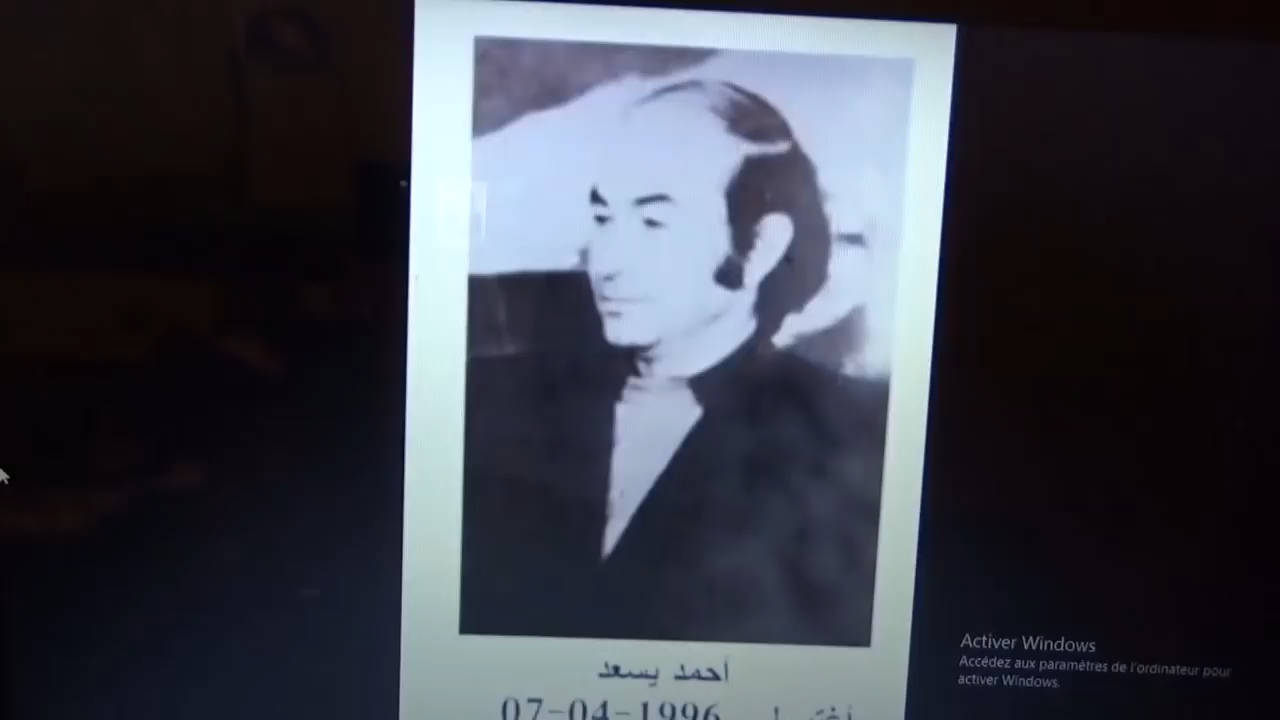 أحمد يسعد
07-04-1996
Activer Windows
Accédez aux paramètres de l'ordinateur pour
activer Windows.